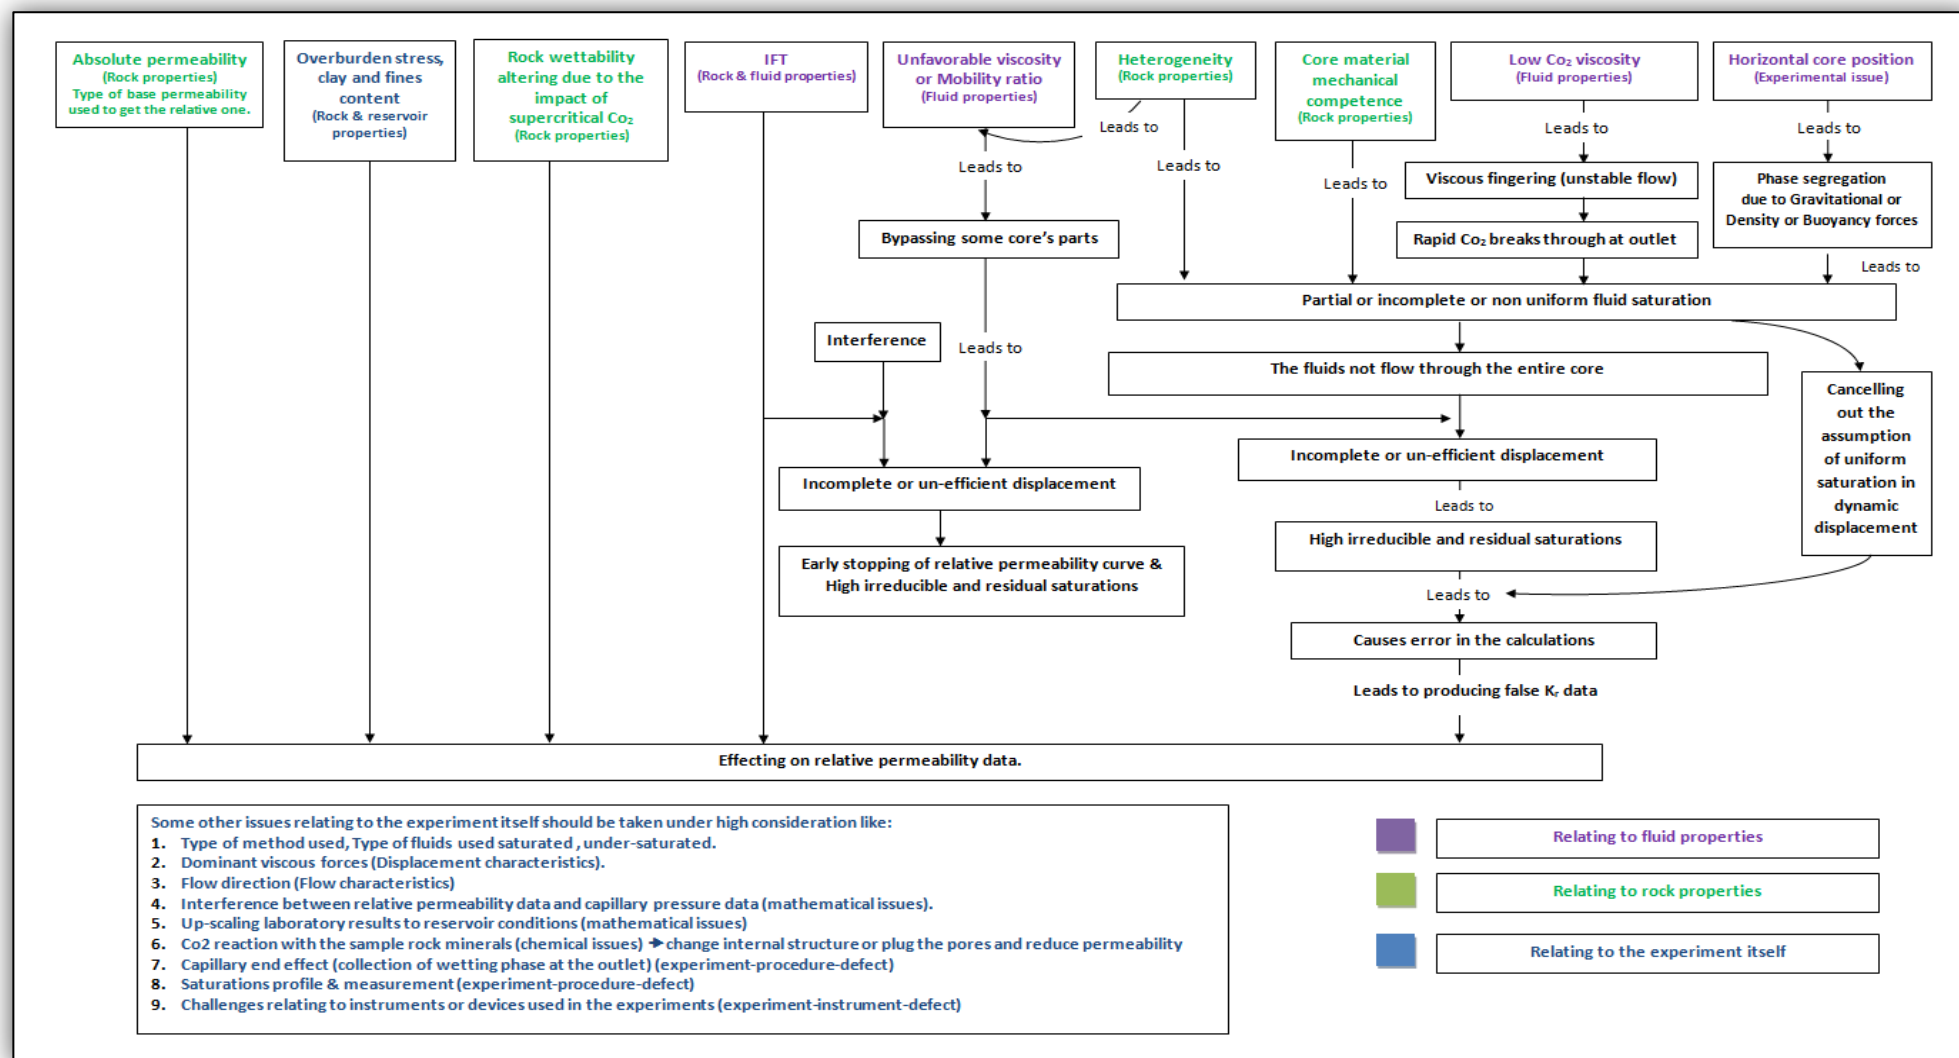 Absolute permeability
(Rock properties)
Type of base permeability
used to get the relative one.
Overburden stress,
clay and fines
content
(Rock & reservoir
properties)
Rock wettability
altering due to the
impact of
supercritical Co₂
(Rock properties)
IFT
(Rock & fluid properties)
Unfavorable viscosity
or Mobility ratio
(Fluid properties)
Heterogeneity
(Rock properties)
Core material
mechanical
competence
(Rock properties)
Low Co₂ viscosity
(Fluid properties)
Horizontal core position
(Experimental issue)
Leads to
Leads to
Leads to
Leads to
Leads to
Leads to
Viscous fingering (unstable flow)
Phase segregation
due to Gravitational or
Density or Buoyancy forces
Bypassing some core's parts
Rapid Co₂ breaks through at outlet
Leads to
Partial or incomplete or non uniform fluid saturation
Interference
Leads to
The fluids not flow through the entire core
Cancelling
out the
assumption
of uniform
saturation in
dynamic
displacement
Incomplete or un-efficient displacement
Incomplete or un-efficient displacement
Leads to
Early stopping of relative permeability curve &
High irreducible and residual saturations
High irreducible and residual saturations
Leads to
Causes error in the calculations
Leads to producing false Kᵣ data
Effecting on relative permeability data.
Some other issues relating to the experiment itself should be taken under high consideration like:
1. Type of method used, Type of fluids used saturated , under-saturated.
2. Dominant viscous forces (Displacement characteristics).
3. Flow direction (Flow characteristics)
4. Interference between relative permeability data and capillary pressure data (mathematical issues).
5. Up-scaling laboratory results to reservoir conditions (mathematical issues)
6. Co2 reaction with the sample rock minerals (chemical issues) → change internal structure or plug the pores and reduce permeability
7. Capillary end effect (collection of wetting phase at the outlet) (experiment-procedure-defect)
8. Saturations profile & measurement (experiment-procedure-defect)
9. Challenges relating to instruments or devices used in the experiments (experiment-instrument-defect)
Relating to fluid properties
Relating to rock properties
Relating to the experiment itself